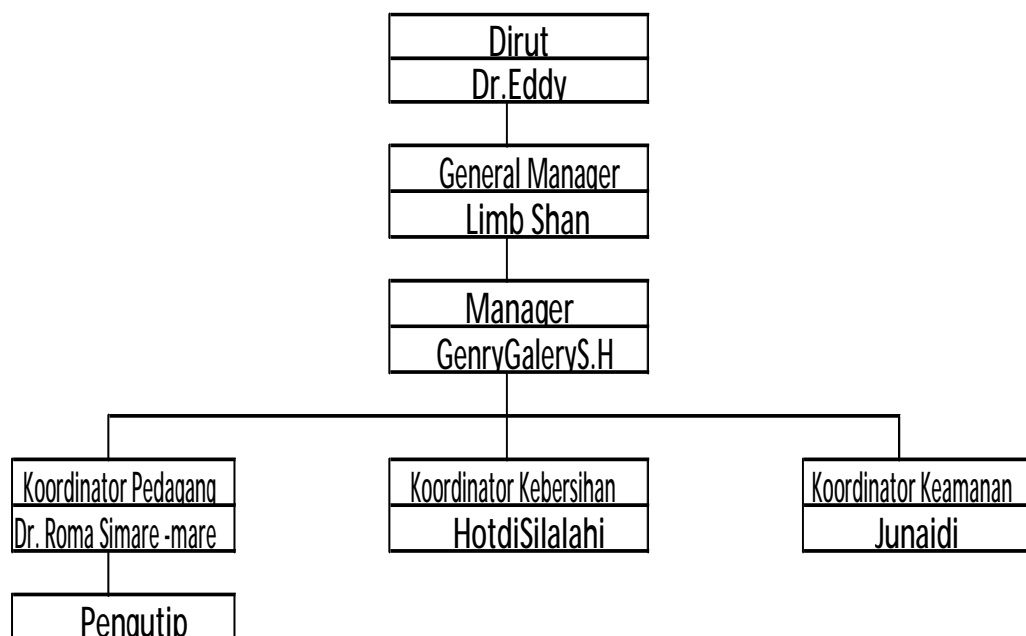 Dirut
Dr.Eddy
General Manager
Limb Shan
Manager
GenryGaleryS.H
Koordinator Pedagang
Dr. Roma Simare -mare
Koordinator Kebersihan
HotdiSilalahi
Koordinator Keamanan
Junaidi
Pengutip